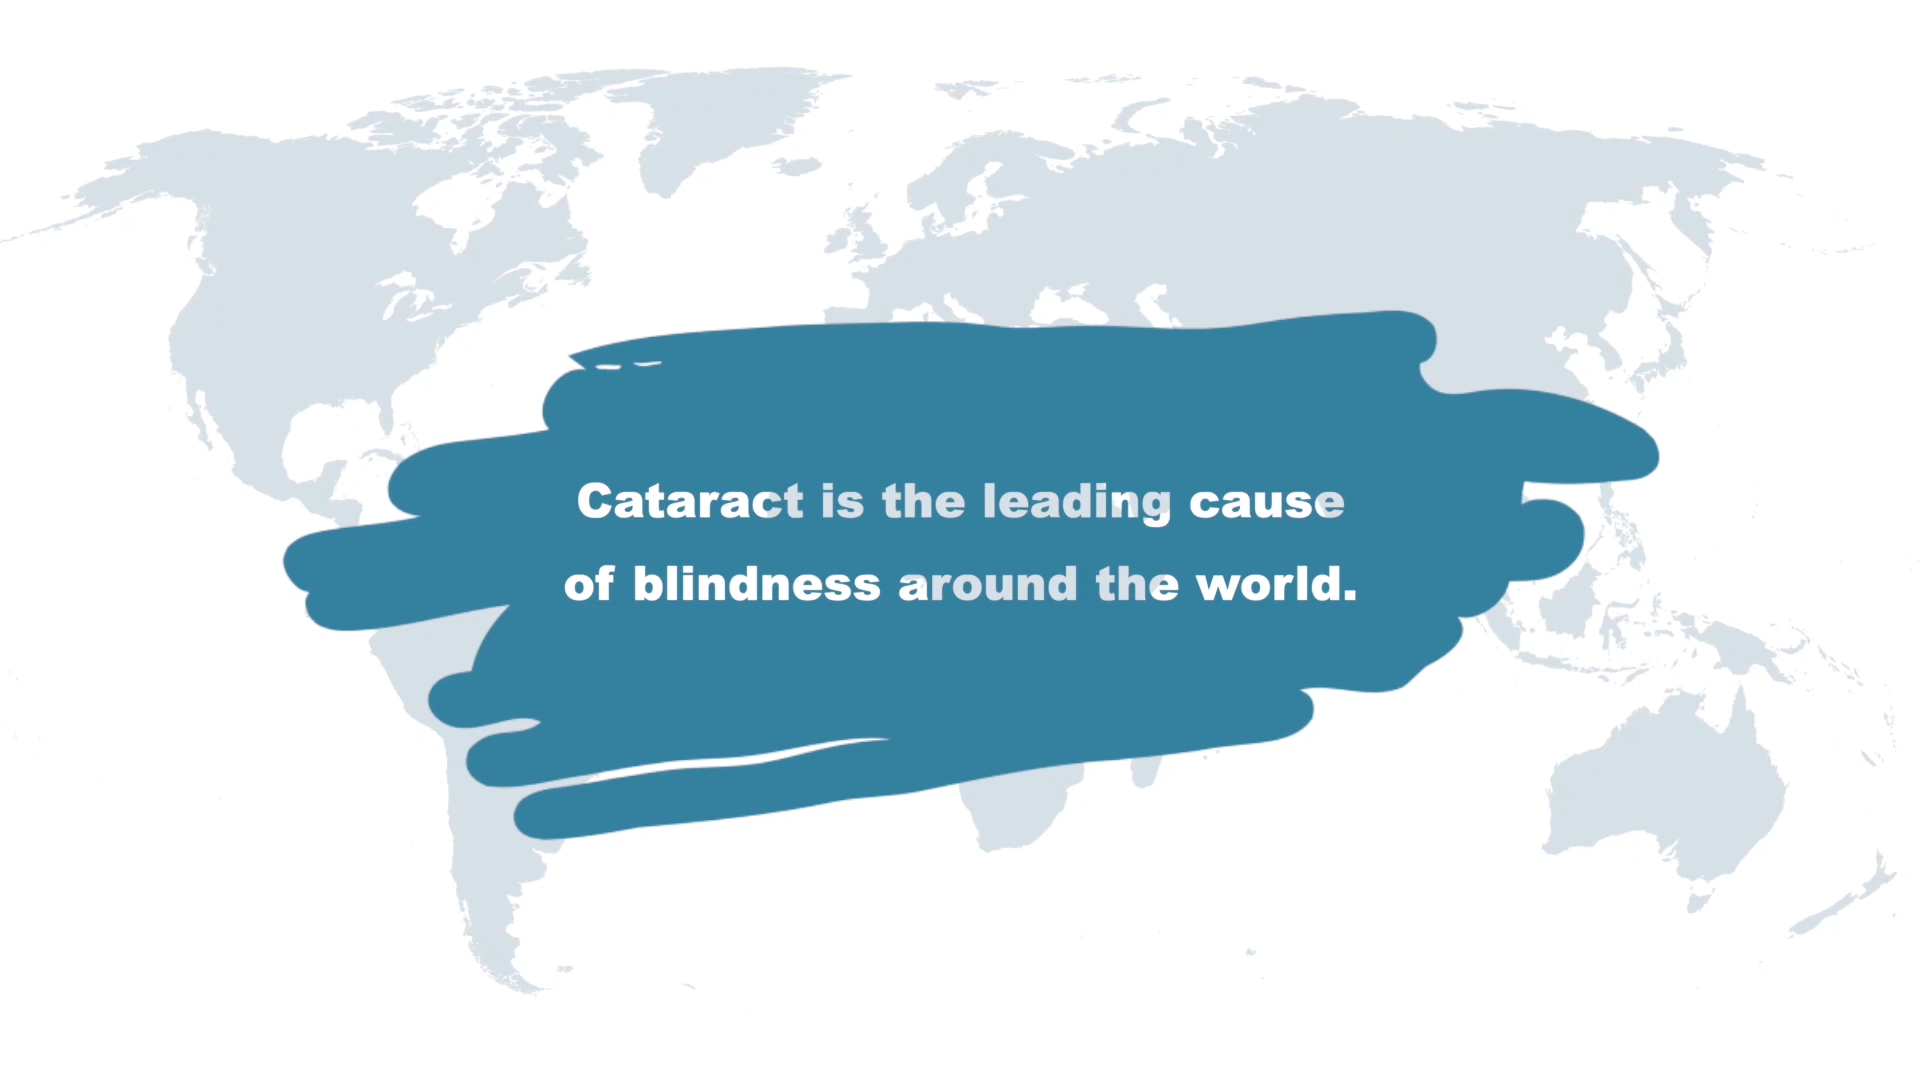 Cataract is the leading cause
of blindness around the world.